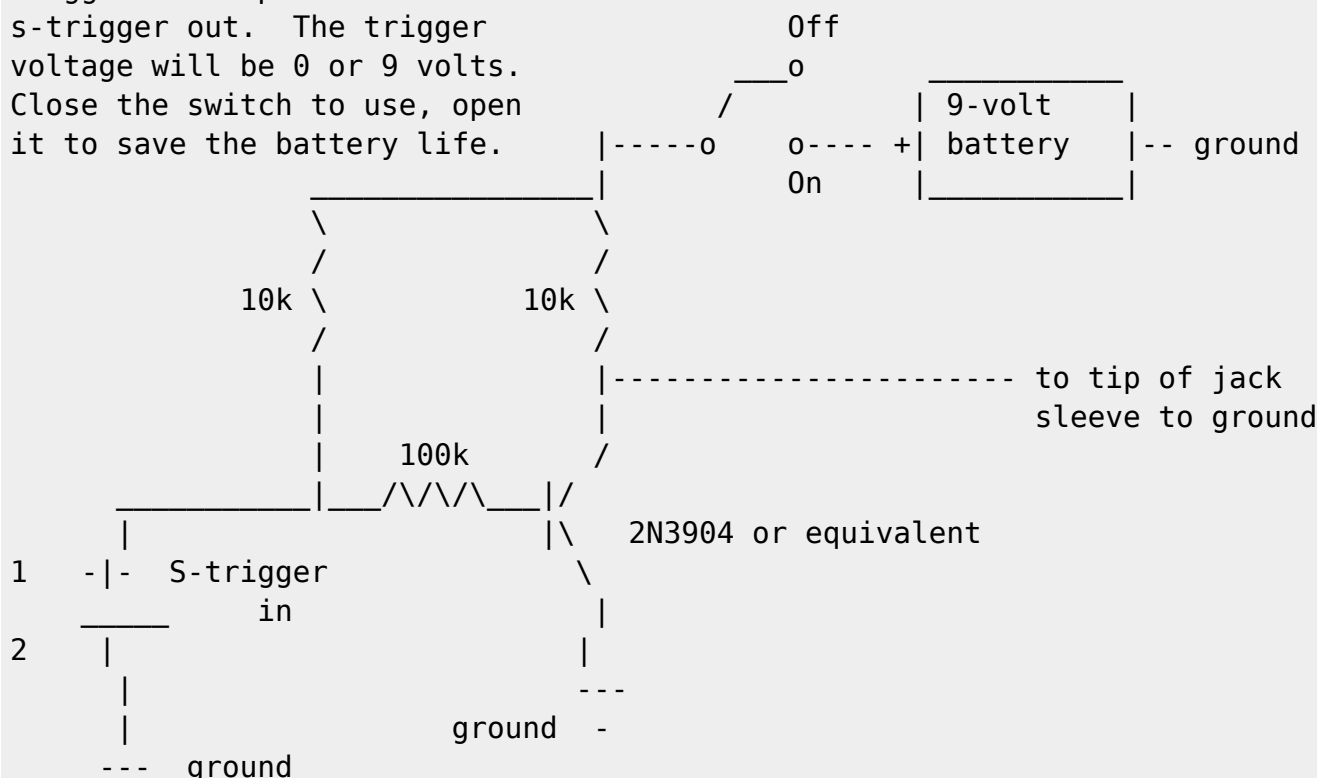 s-trigger out. The trigger Off
voltage will be 0 or 9 volts.
Close the switch to use, open 9-volt
it to save the battery life. + battery ground
On
10k 10k
to tip of jack
sleeve to ground
100k
2N3904 or equivalent
1 S-trigger
in
2
ground
ground